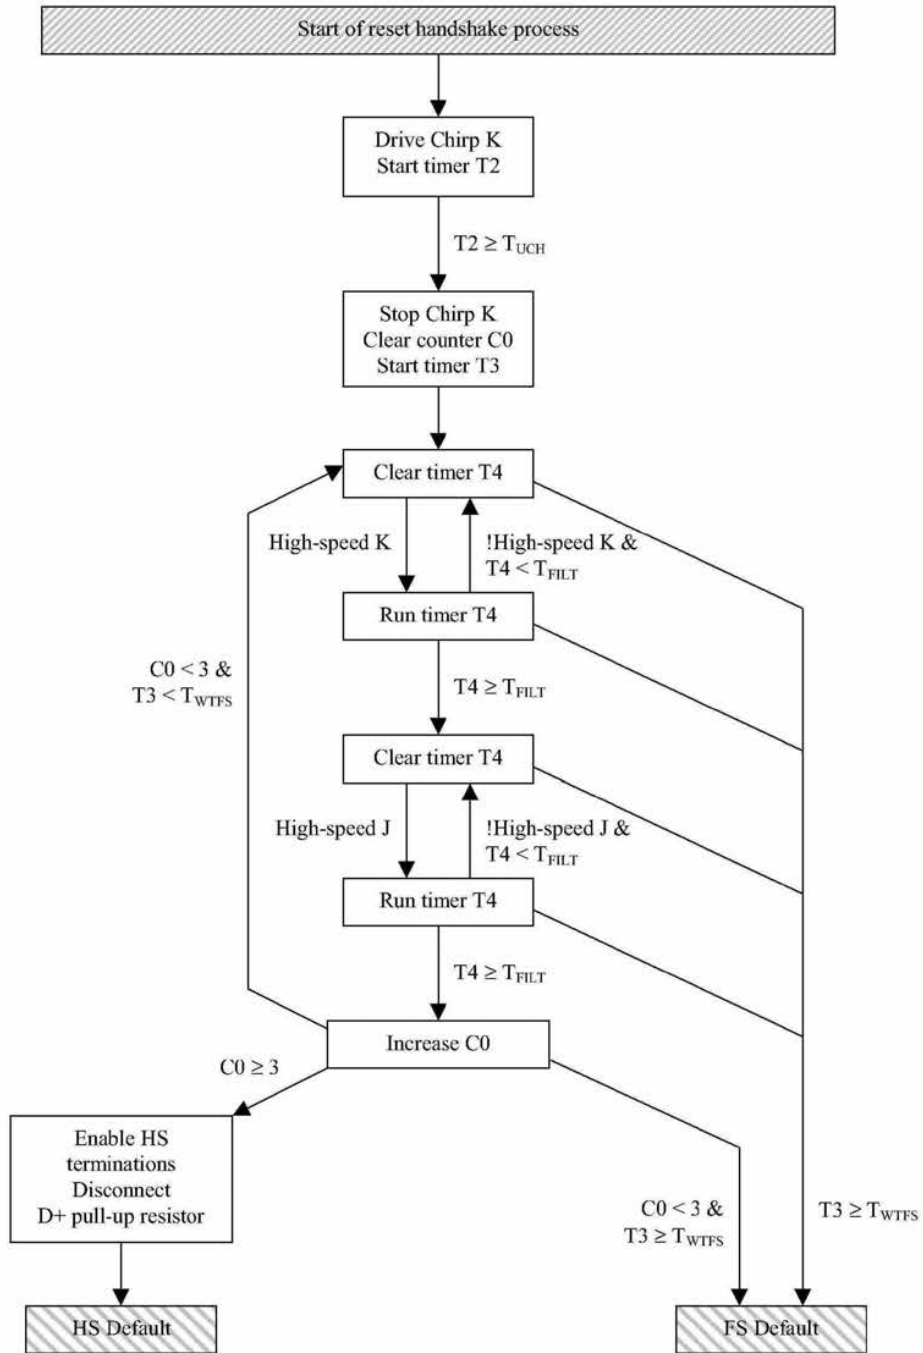 Start of reset handshake process
Drive Chirp K
Start timer T2
T2 ≥ TUCH
Stop Chirp K
Clear counter C0
Start timer T3
Clear timer T4
High-speed K
!High-speed K &
T4 < TFILT
Run timer T4
C0 < 3 &
T3 < TWTFS
T4 ≥ TFILT
Clear timer T4
High-speed J
!High-speed J &
T4 < TFILT
Run timer T4
T4 ≥ TFILT
Increase C0
C0 ≥ 3
Enable HS
terminations
Disconnect
D+ pull-up resistor
C0 < 3 &
T3 ≥ TWTFS
T3 ≥ TWTFS
HS Default
FS Default